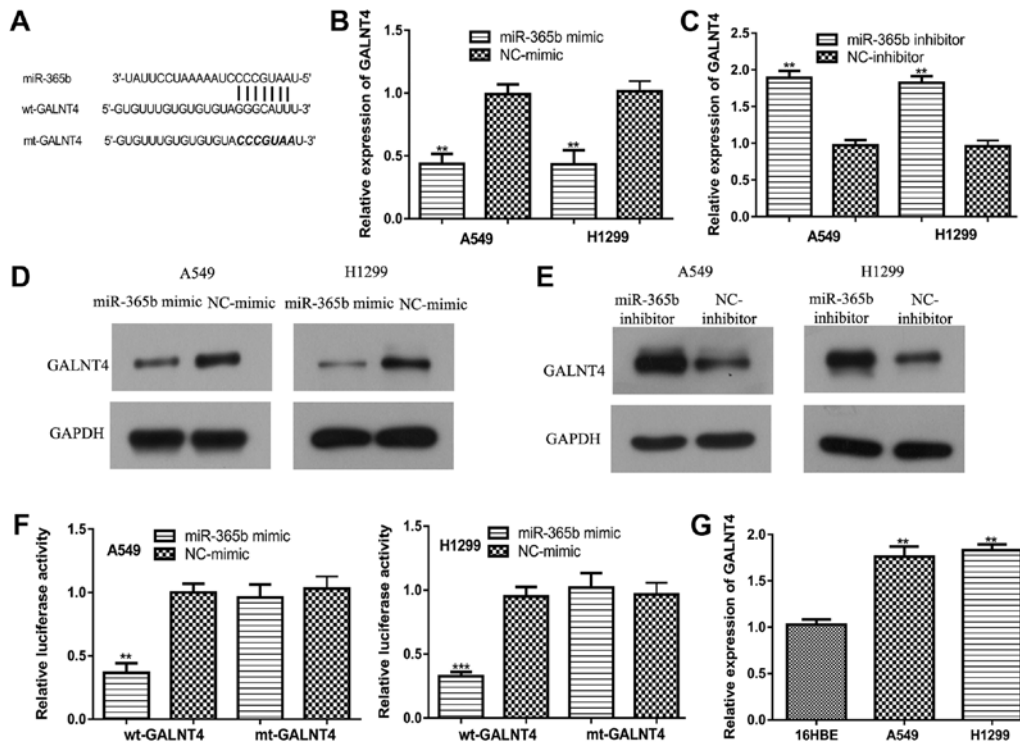 A
miR-365b 3'-UAUUCCUAAAAAUCCCCGUAAU-5'
wt-GALNT4 5'-GUGUUUGUGUGUGUAGGGCAUUU-3'
mt-GALNT4 5'-GUGUUUGUGUGUGUACCCGUAAU-3'
B
Relative expression of GALNT4
miR-365b mimic
NC-mimic
1.5
1.0
0.5
0.0
** **
A549 H1299
C
Relative expression of GALNT4
miR-365b inhibitor
NC-inhibitor
2.5
2.0
1.5
1.0
0.5
0.0
** **
A549 H1299
D
A549 H1299
miR-365b mimic NC-mimic miR-365b mimic NC-mimic
GALNT4
GAPDH
E
A549 H1299
miR-365b inhibitor NC-inhibitor miR-365b inhibitor NC-inhibitor
GALNT4
GAPDH
F
Relative luciferase activity
A549
miR-365b mimic
NC-mimic
1.5
1.0
0.5
0.0
**
wt-GALNT4 mt-GALNT4
Relative luciferase activity
H1299
miR-365b mimic
NC-mimic
1.5
1.0
0.5
0.0
***
wt-GALNT4 mt-GALNT4
G
Relative expression of GALNT4
2.0
1.5
1.0
0.0
** **
16HBE A549 H1299